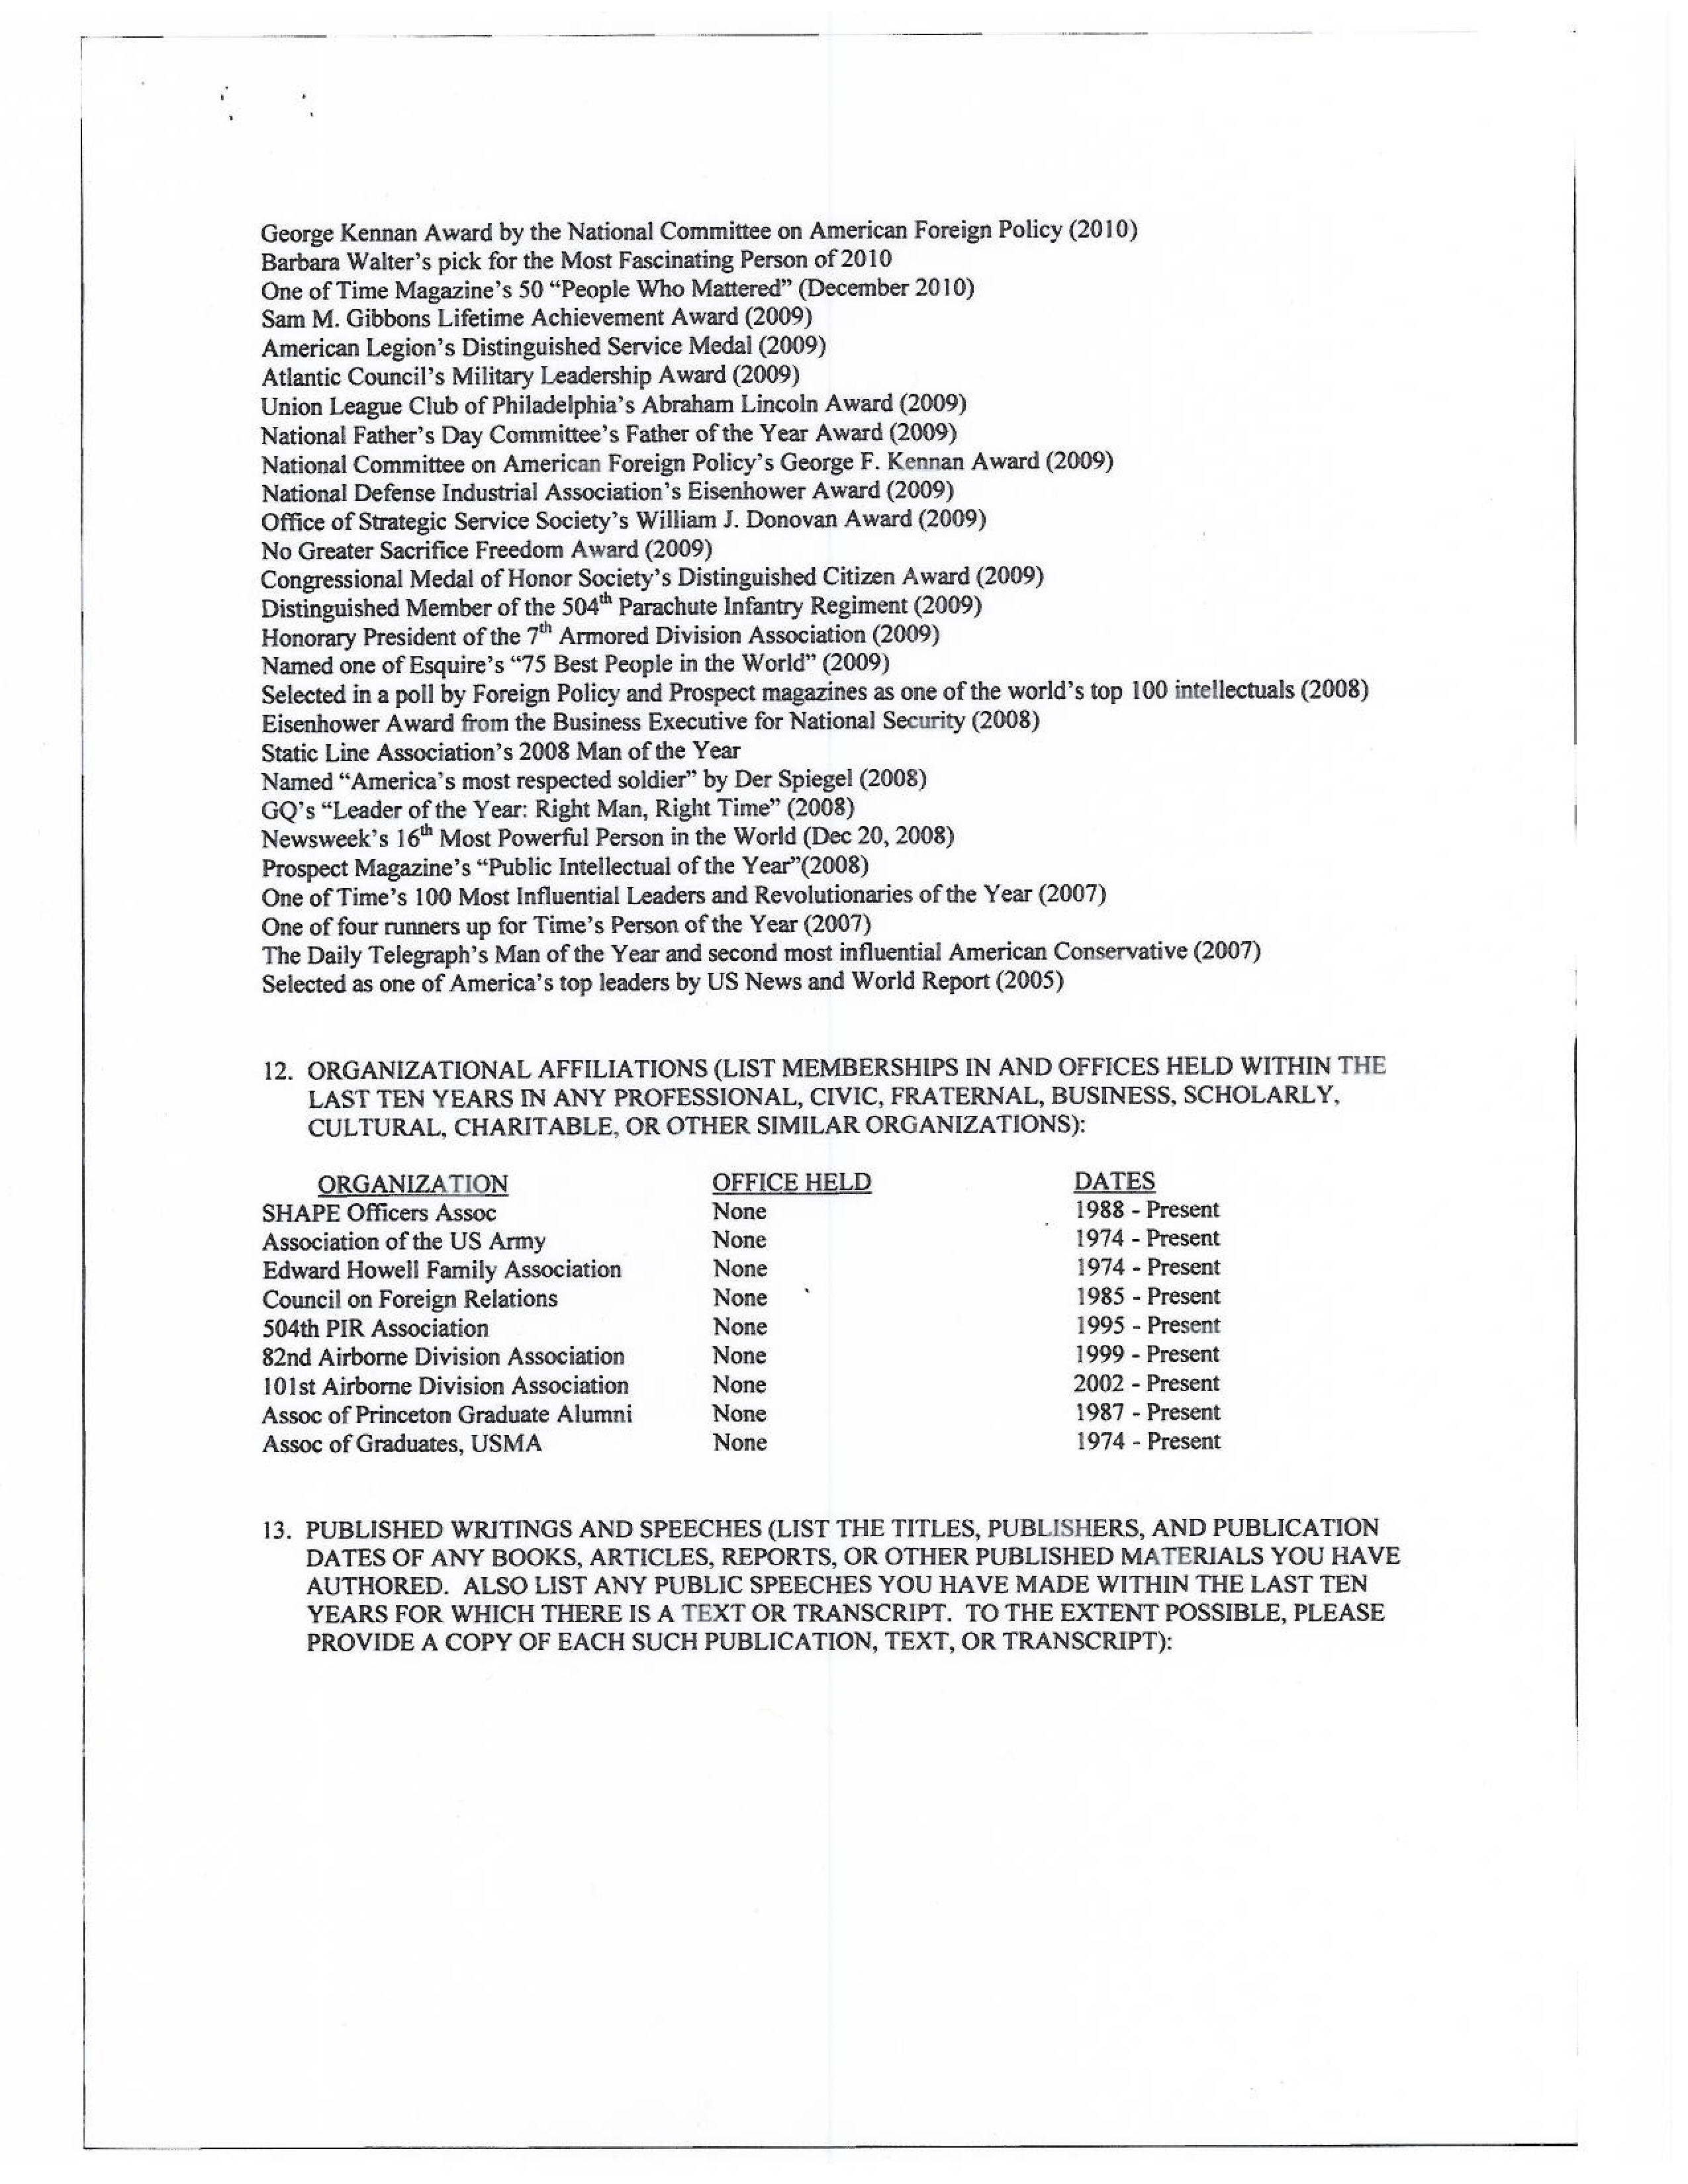 George Kennan Award by the National Committee on American Foreign Policy (2010)
Barbara Walter's pick for the Most Fascinating Person of 2010
One of Time Magazine's 50 “People Who Mattered” (December 2010)
Sam M. Gibbons Lifetime Achievement Award (2009)
American Legion's Distinguished Service Medal (2009)
Atlantic Council's Military Leadership Award (2009)
Union League Club of Philadelphia's Abraham Lincoln Award (2009)
National Father's Day Committee's Father of the Year Award (2009)
National Committee on American Foreign Policy's George F. Kennan Award (2009)
National Defense Industrial Association's Eisenhower Award (2009)
Office of Strategic Service Society's William J. Donovan Award (2009)
No Greater Sacrifice Freedom Award (2009)
Congressional Medal of Honor Society's Distinguished Citizen Award (2009)
Distinguished Member of the 504th Parachute Infantry Regiment (2009)
Honorary President of the 7th Armored Division Association (2009)
Named one of Esquire's “75 Best People in the World” (2009)
Selected in a poll by Foreign Policy and Prospect magazines as one of the world's top 100 intellectuals (2008)
Eisenhower Award from the Business Executive for National Security (2008)
Static Line Association's 2008 Man of the Year
Named “America's most respected soldier” by Der Spiegel (2008)
GQ's “Leader of the Year: Right Man, Right Time” (2008)
Newsweek's 16th Most Powerful Person in the World (Dec 20, 2008)
Prospect Magazine's “Public Intellectual of the Year”(2008)
One of Time's 100 Most Influential Leaders and Revolutionaries of the Year (2007)
One of four runners up for Time's Person of the Year (2007)
The Daily Telegraph's Man of the Year and second most influential American Conservative (2007)
Selected as one of America's top leaders by US News and World Report (2005)
12. ORGANIZATIONAL AFFILIATIONS (LIST MEMBERSHIPS IN AND OFFICES HELD WITHIN THE
LAST TEN YEARS IN ANY PROFESSIONAL, CIVIC, FRATERNAL, BUSINESS, SCHOLARLY,
CULTURAL, CHARITABLE, OR OTHER SIMILAR ORGANIZATIONS):
ORGANIZATION OFFICE HELD DATES
SHAPE Officers Assoc None 1988 - Present
Association of the US Army None 1974 - Present
Edward Howell Family Association None 1974 - Present
Council on Foreign Relations None 1985 - Present
504th PIR Association None 1995 - Present
82nd Airborne Division Association None 1999 - Present
101st Airborne Division Association None 2002 - Present
Assoc of Princeton Graduate Alumni None 1987 - Present
Assoc of Graduates, USMA None 1974 - Present
13. PUBLISHED WRITINGS AND SPEECHES (LIST THE TITLES, PUBLISHERS, AND PUBLICATION
DATES OF ANY BOOKS, ARTICLES, REPORTS, OR OTHER PUBLISHED MATERIALS YOU HAVE
AUTHORED. ALSO LIST ANY PUBLIC SPEECHES YOU HAVE MADE WITHIN THE LAST TEN
YEARS FOR WHICH THERE IS A TEXT OR TRANSCRIPT. TO THE EXTENT POSSIBLE, PLEASE
PROVIDE A COPY OF EACH SUCH PUBLICATION, TEXT, OR TRANSCRIPT):